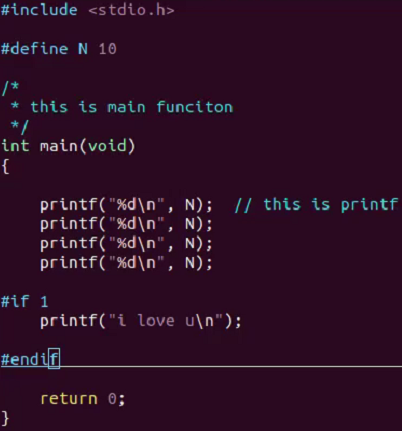 #include <stdio.h>
#define N 10
/*
 * this is main funciton
 */
int main(void)
{
    printf("%d\n", N);  // this is printf
    printf("%d\n", N);
    printf("%d\n", N);
    printf("%d\n", N);
#if 1
    printf("i love u\n");
#endif
    return 0;
}